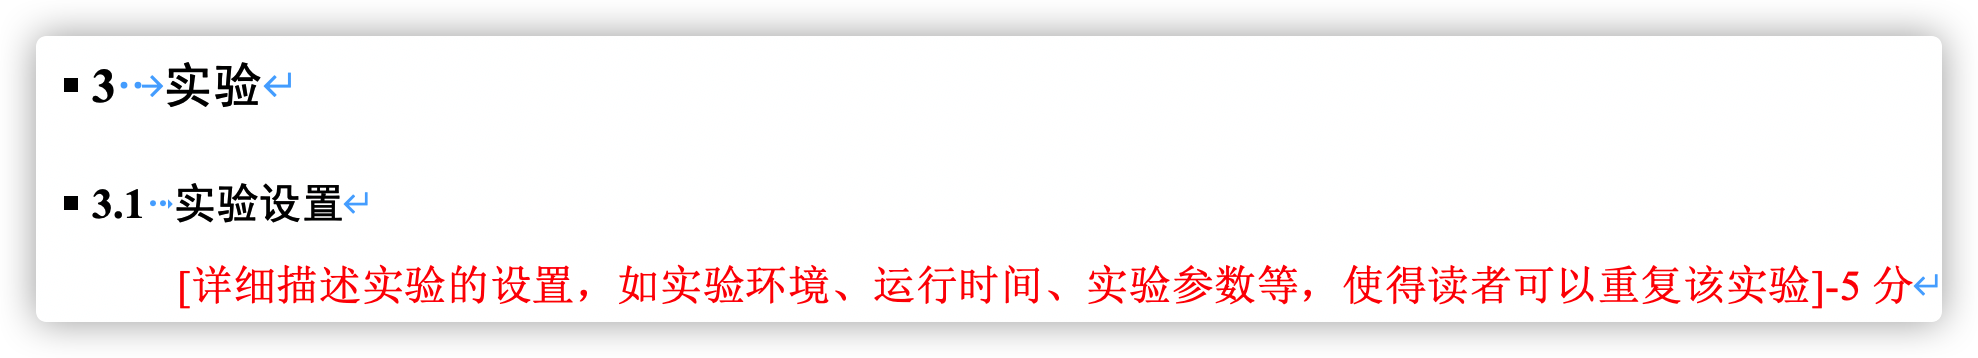 3 实验
3.1 实验设置
[详细描述实验的设置，如实验环境、运行时间、实验参数等，使得读者可以重复该实验]-5 分